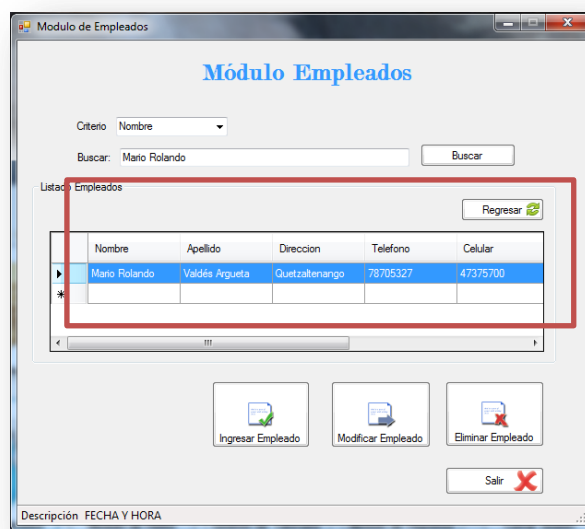 Modulo de Empleados
Módulo Empleados
Criterio Nombre
Buscar: Mario Rolando Buscar
Listado Empleados
Regresar
Nombre Apellido Direccion Telefono Celular
Mario Rolando Valdés Argueta Quetzaltenango 78705327 47375700
Ingresar Empleado Modificar Empleado Eliminar Empleado
Salir
Descripción FECHA Y HORA